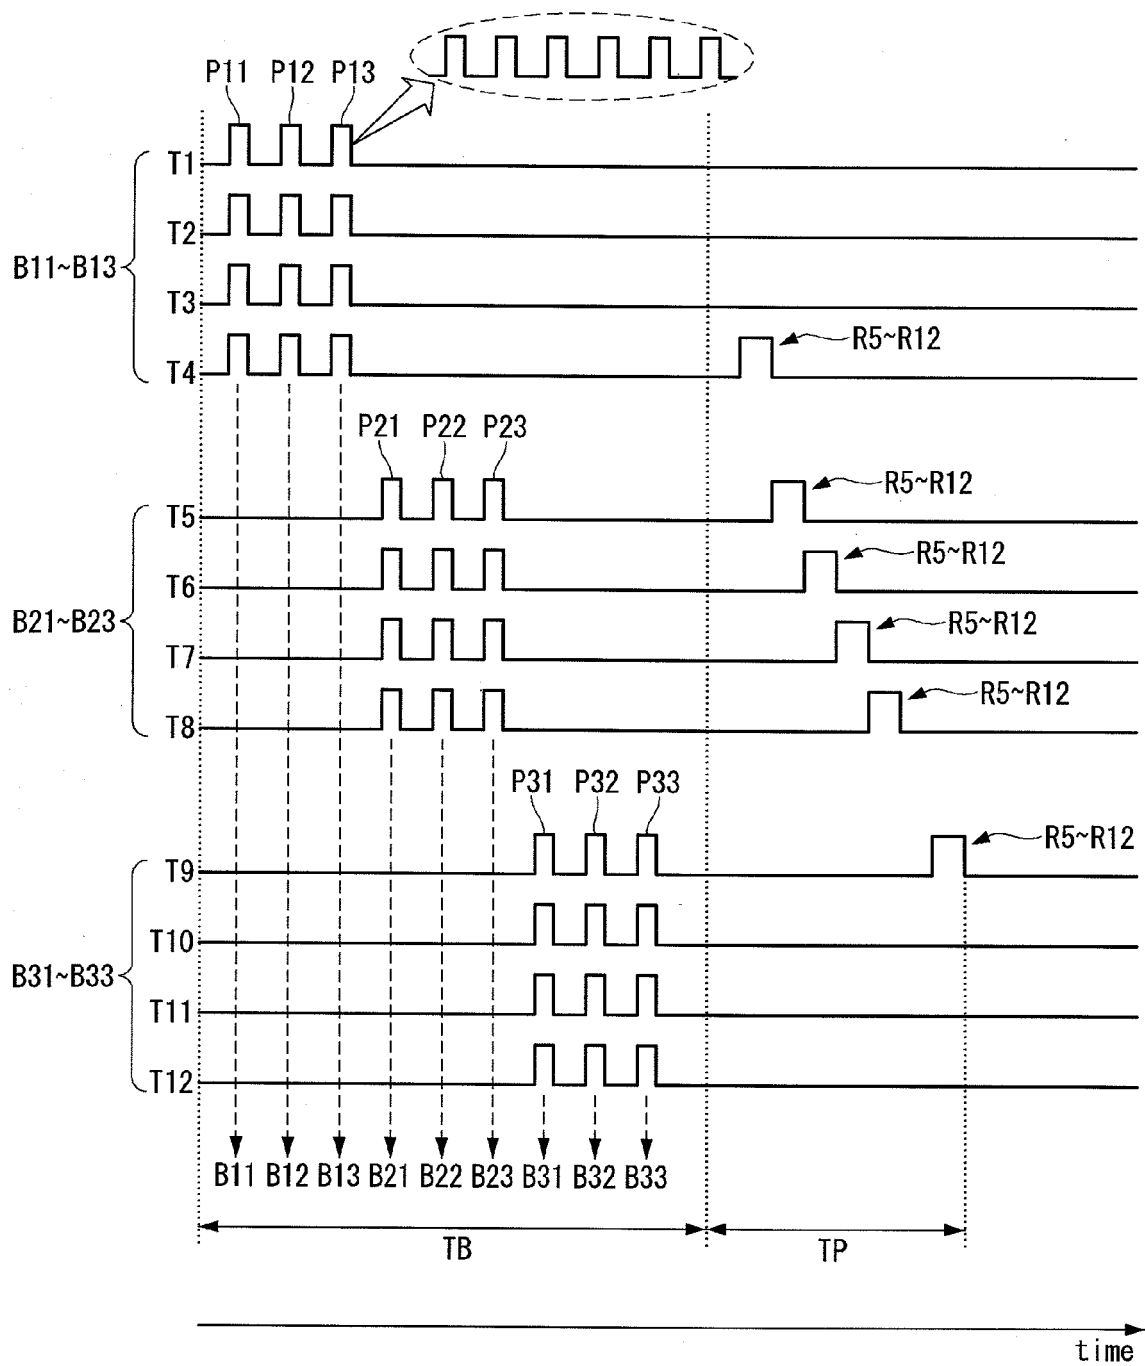 P11 P12 P13
T1
T2
B11~B13
T3
R5~R12
T4
P21 P22 P23
R5~R12
T5
R5~R12
T6
B21~B23
R5~R12
T7
R5~R12
T8
P31 P32 P33
R5~R12
T9
T10
B31~B33
T11
T12
B11 B12 B13 B21 B22 B23 B31 B32 B33
TB TP
time